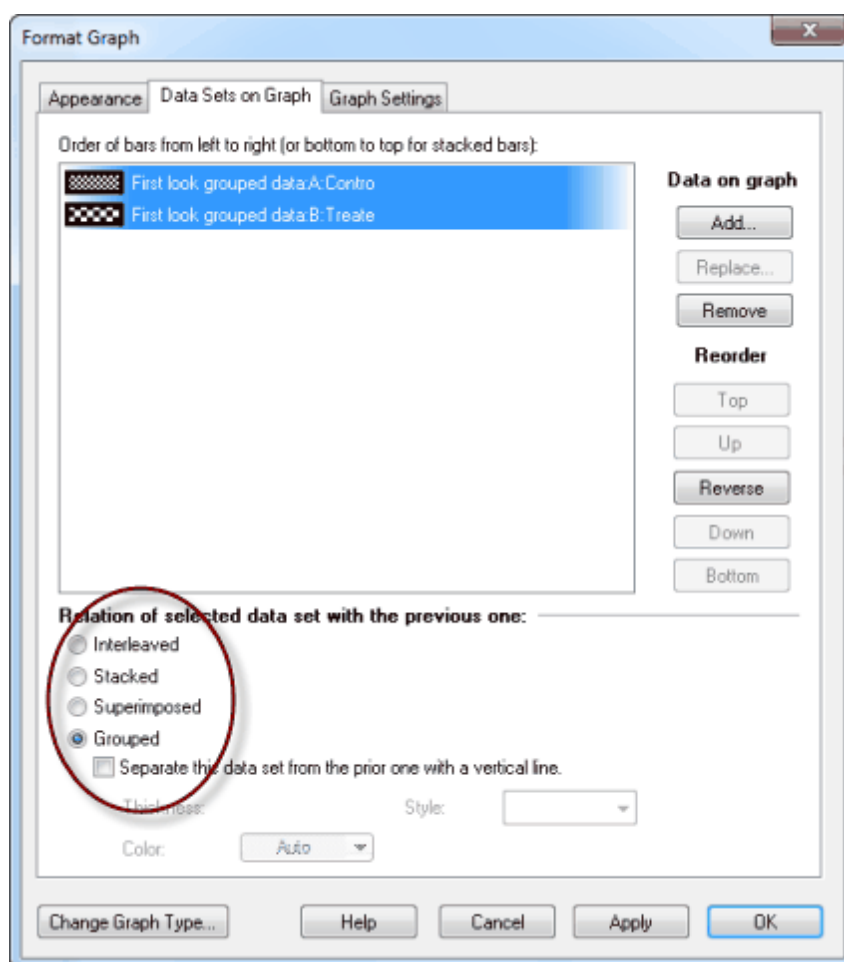 Format Graph
Appearance Data Sets on Graph Graph Settings
Order of bars from left to right (or bottom to top for stacked bars):
First look grouped data:A:Contro
First look grouped data:B:Treate
Data on graph
Add...
Replace...
Remove
Reorder
Top
Up
Reverse
Down
Bottom
Relation of selected data set with the previous one:
Interleaved
Stacked
Superimposed
Grouped
Separate this data set from the prior one with a vertical line.
Thickness: Style:
Color: Auto
Change Graph Type... Help Cancel Apply OK